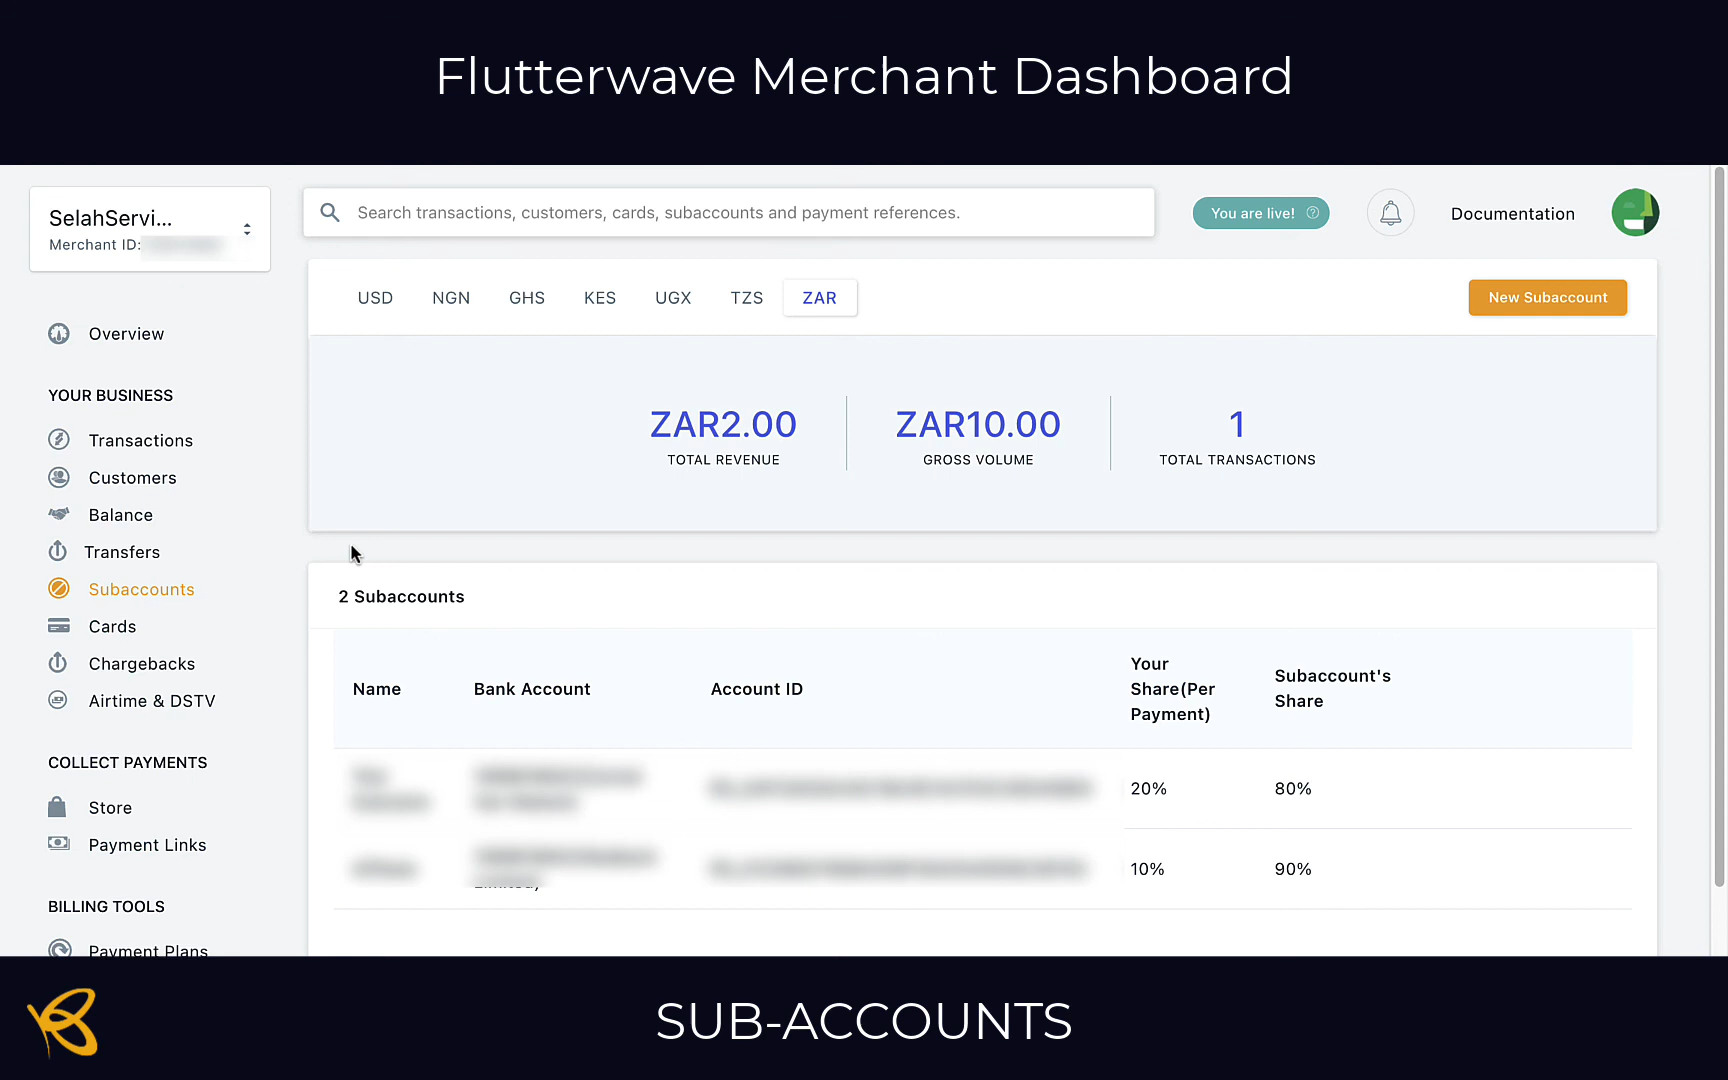 Flutterwave Merchant Dashboard
SelahServi...
Merchant ID:
Search transactions, customers, cards, subaccounts and payment references.
You are live!
Documentation
USD NGN GHS KES UGX TZS ZAR
New Subaccount
Overview
YOUR BUSINESS
Transactions
Customers
Balance
Transfers
Subaccounts
Cards
Chargebacks
Airtime & DSTV
COLLECT PAYMENTS
Store
Payment Links
BILLING TOOLS
Payment Plans
ZAR2.00
TOTAL REVENUE
ZAR10.00
GROSS VOLUME
1
TOTAL TRANSACTIONS
2 Subaccounts
Name
Bank Account
Account ID
Your
Share(Per
Payment)
Subaccount's
Share
20% 80%
10% 90%
SUB-ACCOUNTS